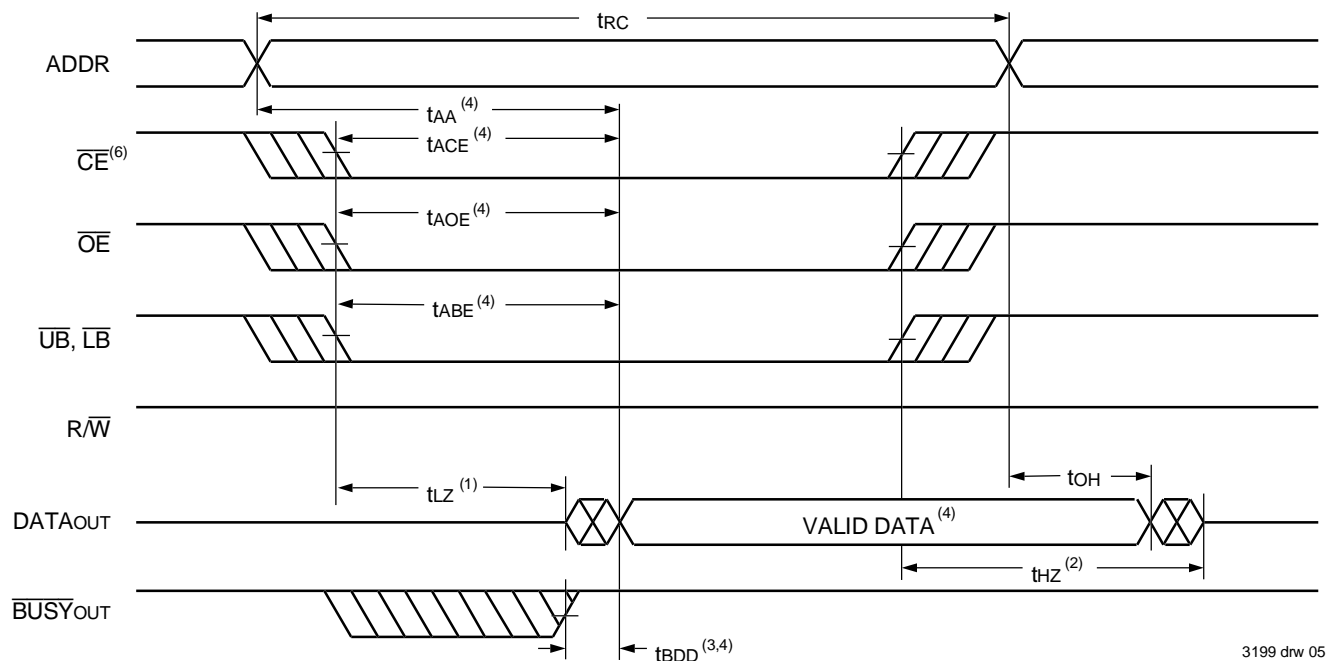 tRC
ADDR
tAA (4)
CE(6)
tACE (4)
OE
tAOE (4)
UB, LB
tABE (4)
R/W
tLZ (1)
tOH
DATAOUT
VALID DATA(4)
tHZ (2)
BUSYOUT
tBDD (3,4)
3199 drw 05